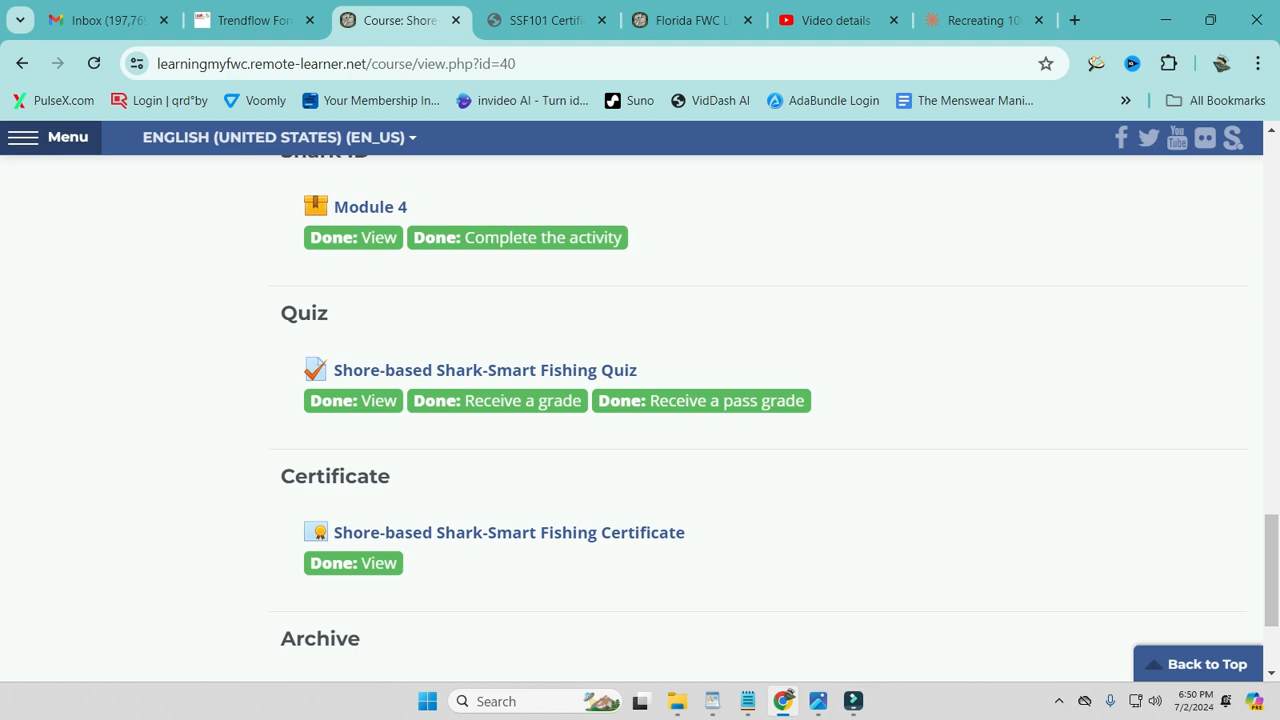 Inbox (197,76
Trendflow For
Course: Shore
SSF101 Certifi
Florida FWC L
Video details
Recreating 10
learningmyfwc.remote-learner.net/course/view.php?id=40
PulseX.com
Login | qrd°by
Voomly
Your Membership In...
invideo AI - Turn id...
Suno
VidDash AI
AdaBundle Login
The Menswear Mani...
»
All Bookmarks
Menu
ENGLISH (UNITED STATES) (EN_US)
Shark ID
Module 4
Done: View Done: Complete the activity
Quiz
Shore-based Shark-Smart Fishing Quiz
Done: View Done: Receive a grade Done: Receive a pass grade
Certificate
Shore-based Shark-Smart Fishing Certificate
Done: View
Archive
Back to Top
Search
6:50 PM
7/2/2024